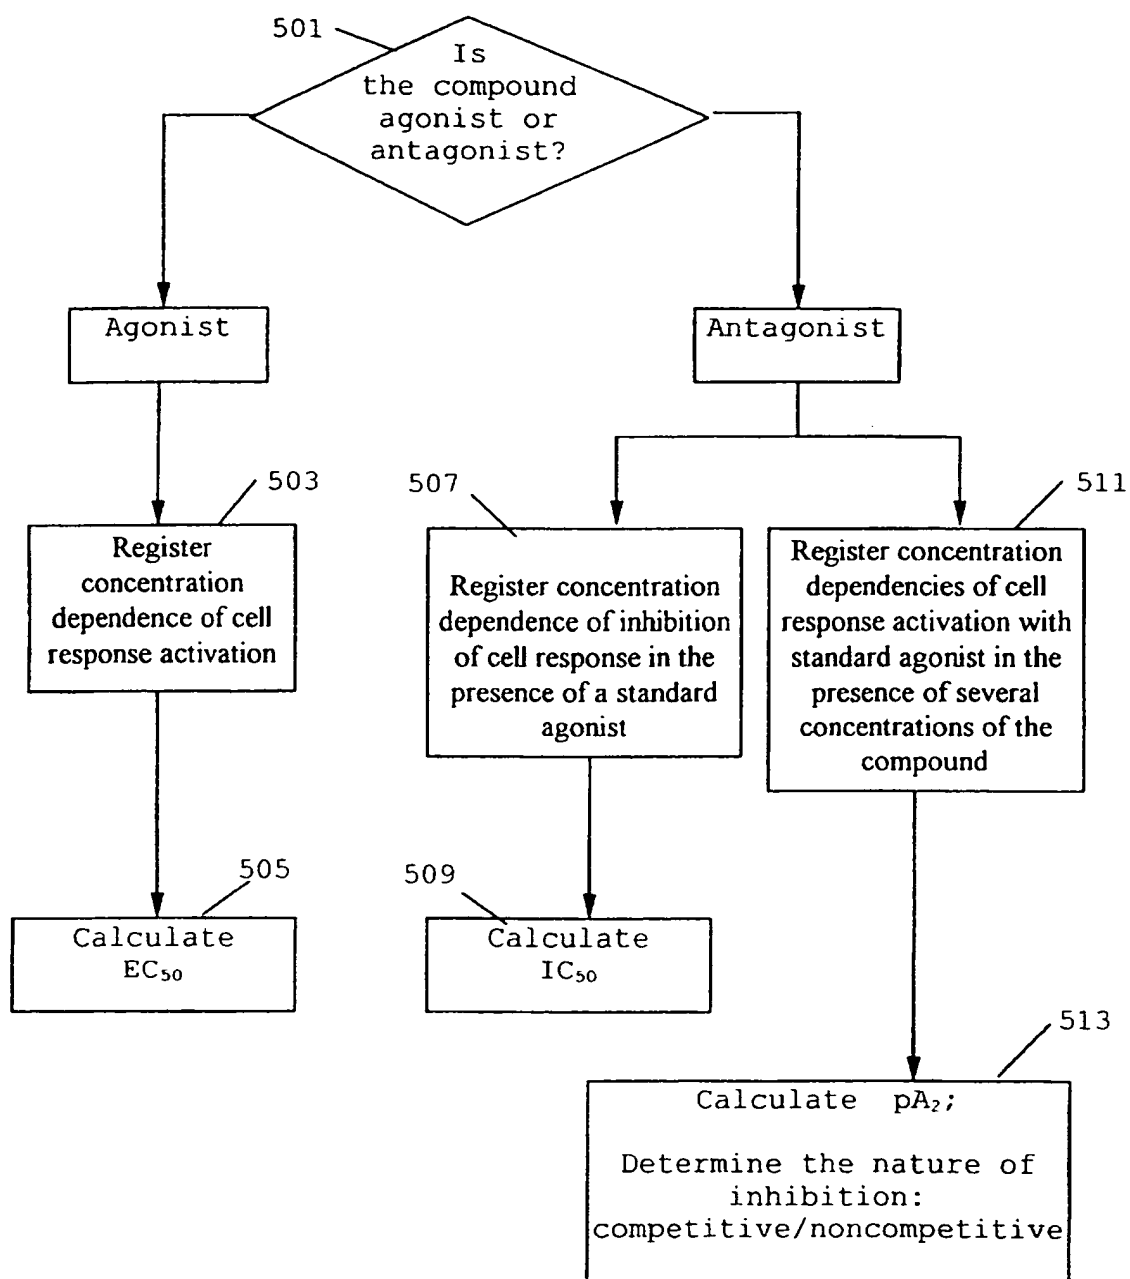 501
Is
the compound
agonist or
antagonist?
Agonist
Antagonist
503
Register
concentration
dependence of cell
response activation
507
Register concentration
dependence of inhibition
of cell response in the
presence of a standard
agonist
511
Register concentration
dependencies of cell
response activation with
standard agonist in the
presence of several
concentrations of the
compound
505
Calculate
EC₅₀
509
Calculate
IC₅₀
513
Calculate pA₂;
Determine the nature of
inhibition:
competitive/noncompetitive